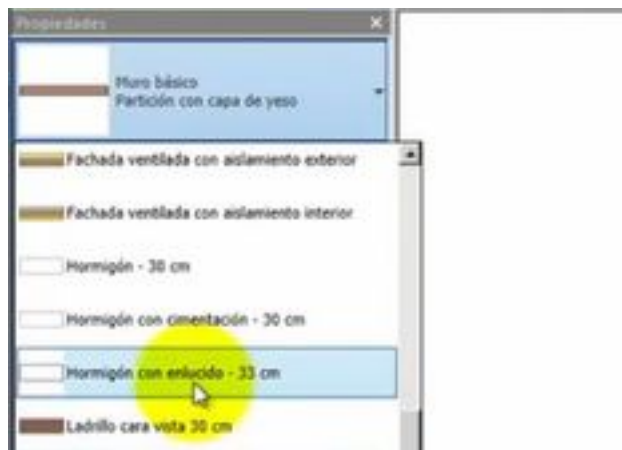 Propiedades
Muro básico
Partición con capa de yeso
Fachada ventilada con aislamiento exterior
Fachada ventilada con aislamiento interior
Hormigón - 30 cm
Hormigón con cimentación - 30 cm
Hormigón con enlucido - 33 cm
Ladrillo cara vista 30 cm